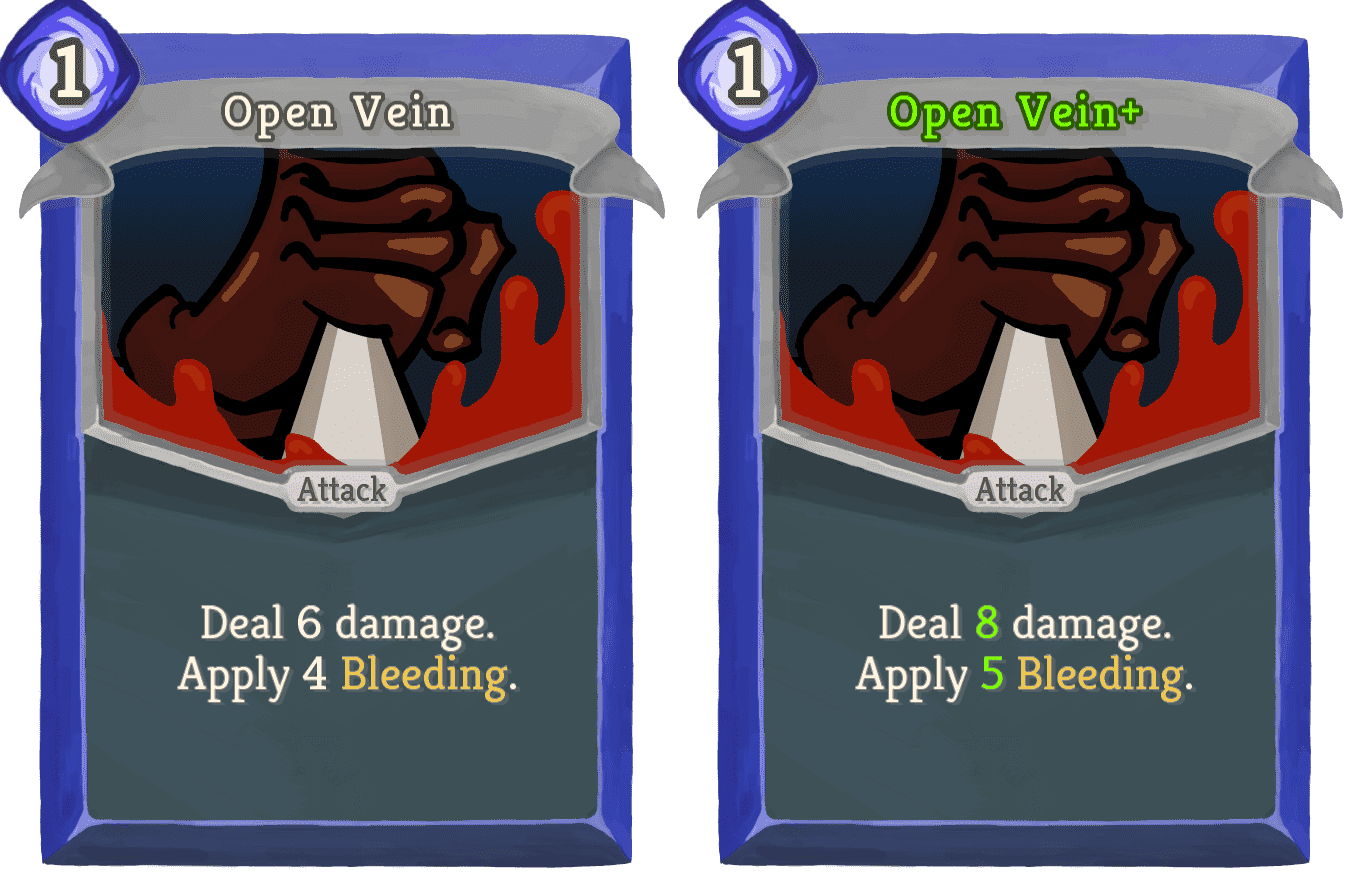 1
Open Vein
Attack
Deal 6 damage.
Apply 4 Bleeding.
1
Open Vein+
Attack
Deal 8 damage.
Apply 5 Bleeding.